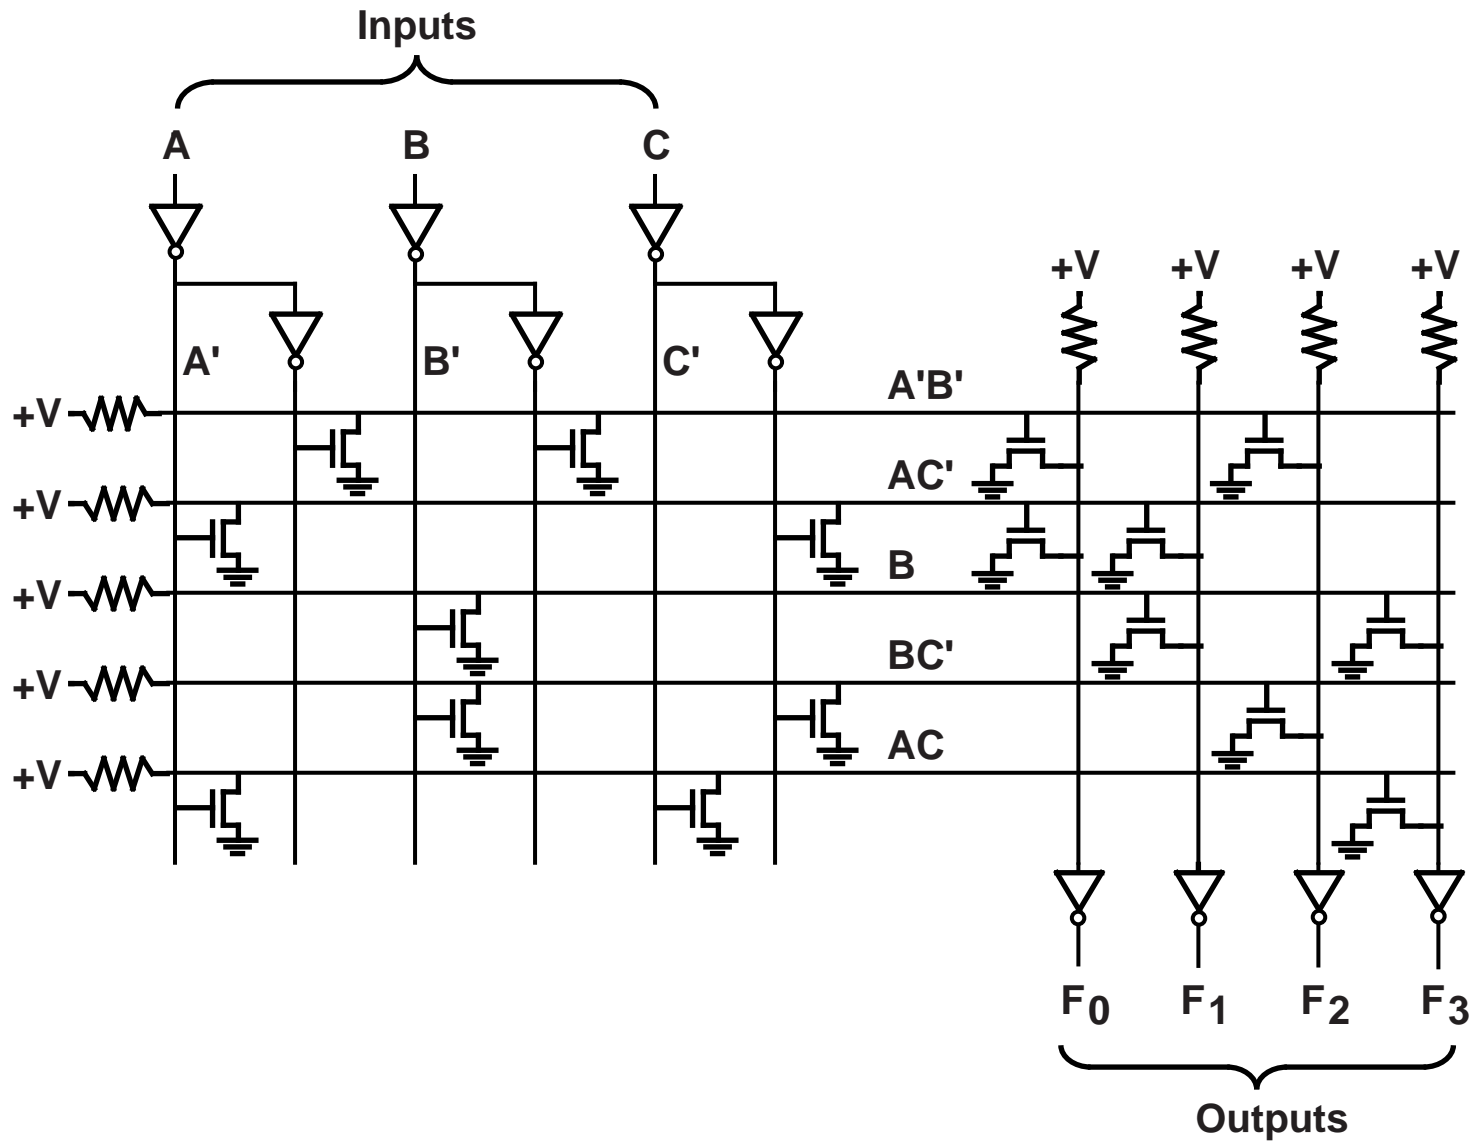 Inputs
A B C
+V +V +V +V
A' B' C'
A'B'
+V
AC'
+V
B
+V
BC'
+V
AC
+V
F0 F1 F2 F3
Outputs